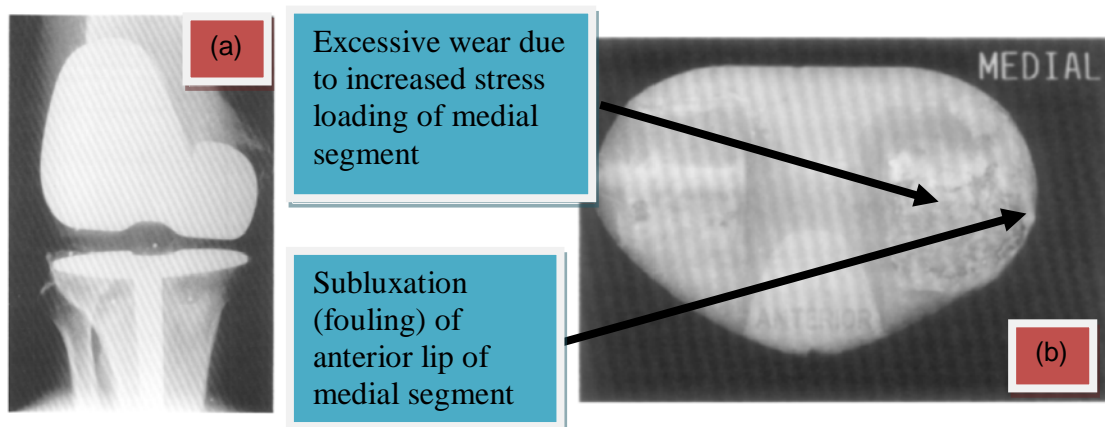 (a)
Excessive wear due
to increased stress
loading of medial
segment
MEDIAL
Subluxation
(fouling) of
anterior lip of
medial segment
ANTERIOR
(b)